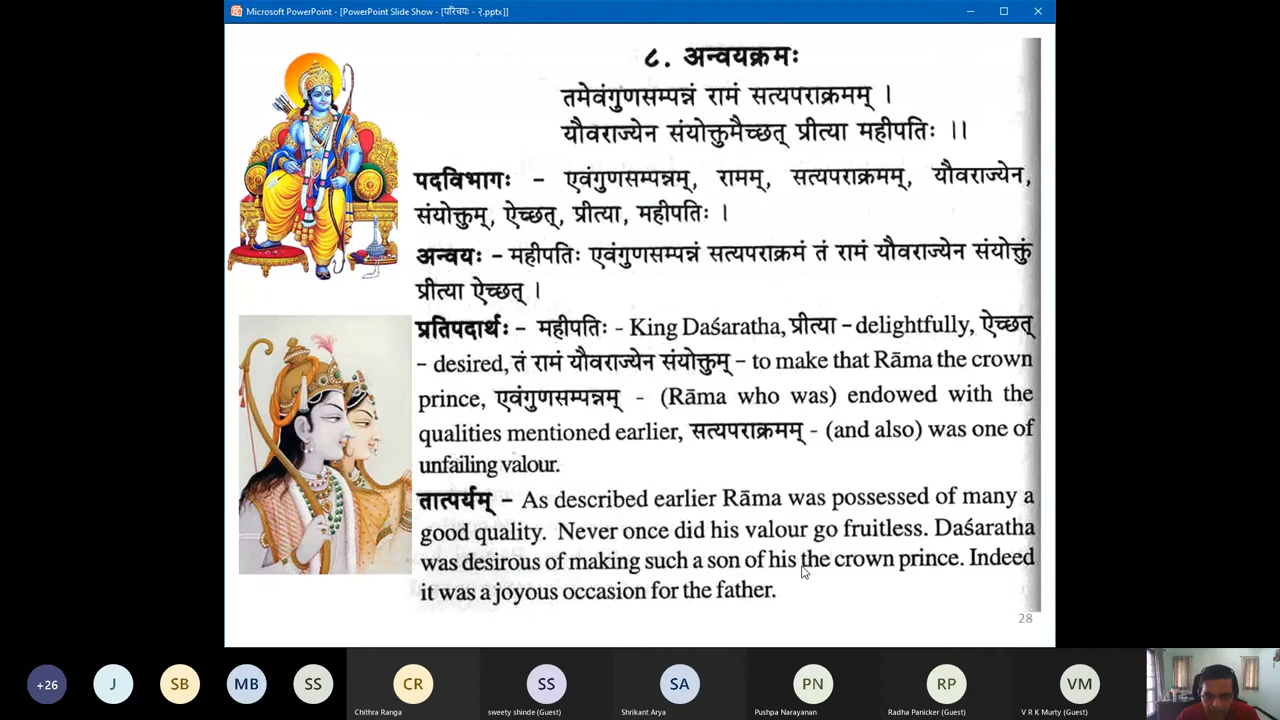 Microsoft PowerPoint - [PowerPoint Slide Show - [परिचयः - २.pptx]]
८. अन्वयक्रमः
तमेवंगुणसम्पन्नं रामं सत्यपराक्रमम् ।
यौवराज्येन संयोक्तुमैच्छत् प्रीत्या महीपतिः ।।
पदविभागः – एवंगुणसम्पन्नम्, रामम्, सत्यपराक्रमम्, यौवराज्येन,
संयोक्तुम्, ऐच्छत्, प्रीत्या, महीपतिः ।
अन्वयः – महीपतिः एवंगुणसम्पन्नं सत्यपराक्रमं तं रामं यौवराज्येन संयोक्तुं
प्रीत्या ऐच्छत् ।
प्रतिपदार्थः – महीपतिः - King Daśaratha, प्रीत्या – delightfully, ऐच्छत्
– desired, तं रामं यौवराज्येन संयोक्तुम् – to make that Rāma the crown
prince, एवंगुणसम्पन्नम् - (Rāma who was) endowed with the
qualities mentioned earlier, सत्यपराक्रमम् - (and also) was one of
unfailing valour.
तात्पर्यम् – As described earlier Rāma was possessed of many a
good quality. Never once did his valour go fruitless. Daśaratha
was desirous of making such a son of his the crown prince. Indeed
it was a joyous occasion for the father.
28
+26 J SB MB SS CR SS SA PN RP VM
Chithra Ranga sweety shinde (Guest) Shrikant Arya Pushpa Narayanan Radha Panicker (Guest) V R K Murty (Guest)